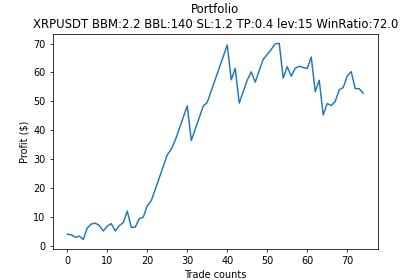 Portfolio
XRPUSDT BBM:2.2 BBL:140 SL:1.2 TP:0.4 lev:15 WinRatio:72.0
70
60
50
40
30
20
10
0
Profit ($)
0 10 20 30 40 50 60 70
Trade counts